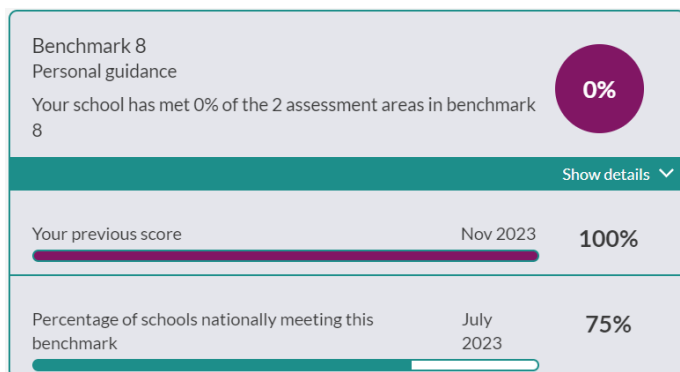 Benchmark 8
Personal guidance
Your school has met 0% of the 2 assessment areas in benchmark
8
0%
Show details
Your previous score
Nov 2023
100%
Percentage of schools nationally meeting this
benchmark
July
2023
75%